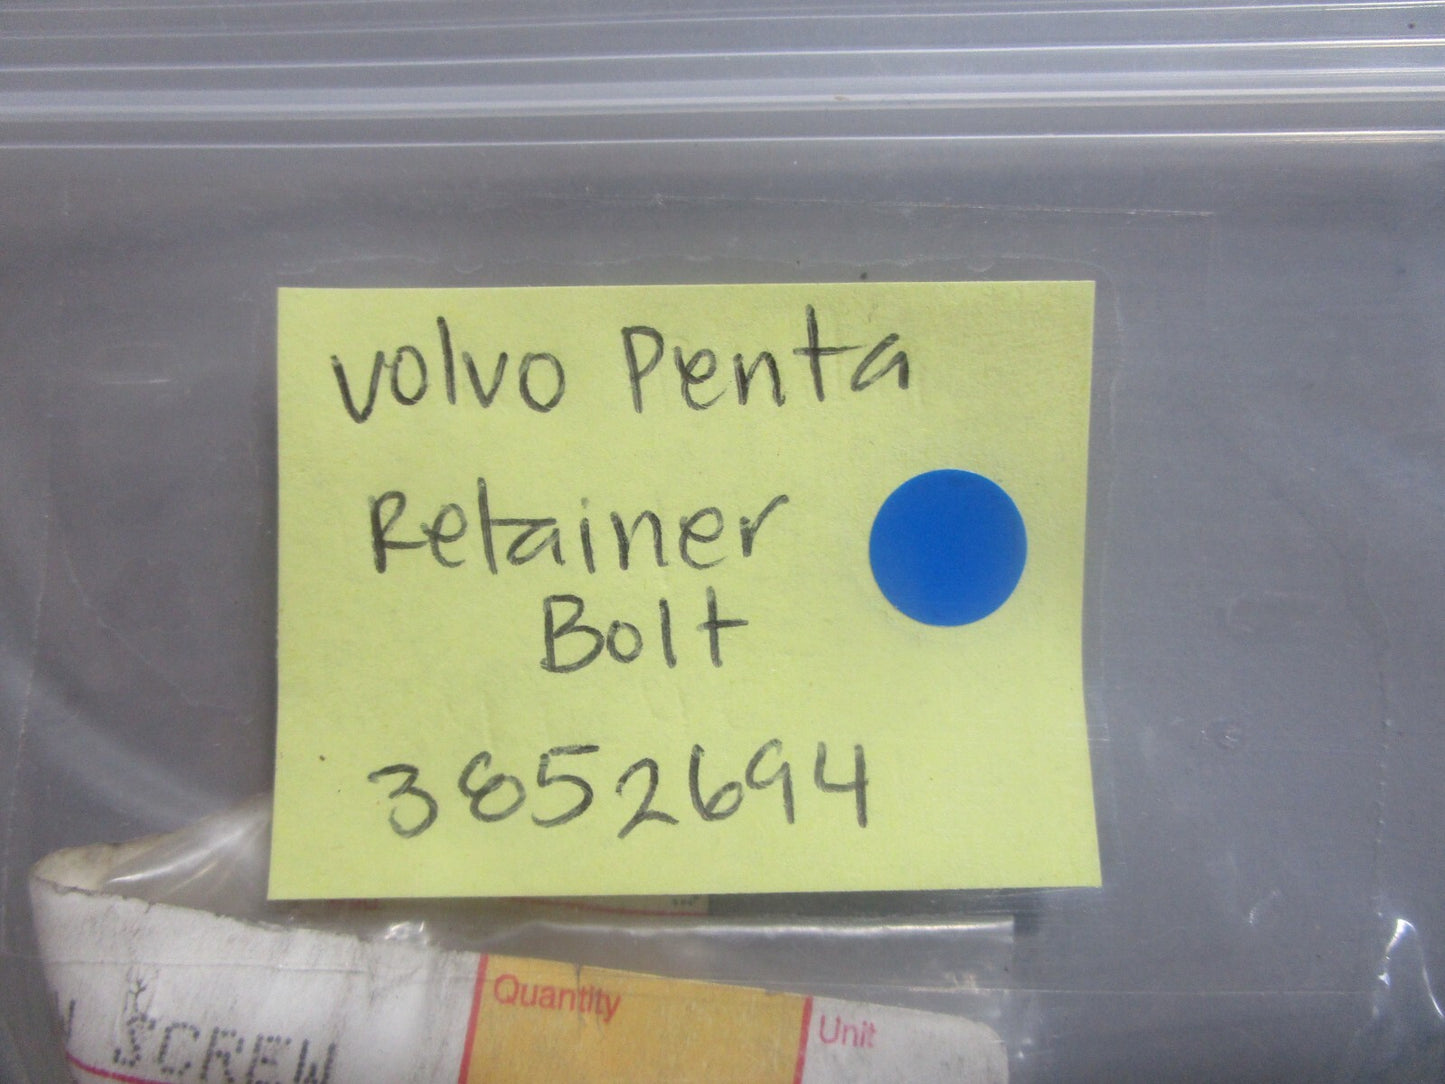 Volvo Penta
Retainer
Bolt
3852694
Quantity
Unit
SCREW